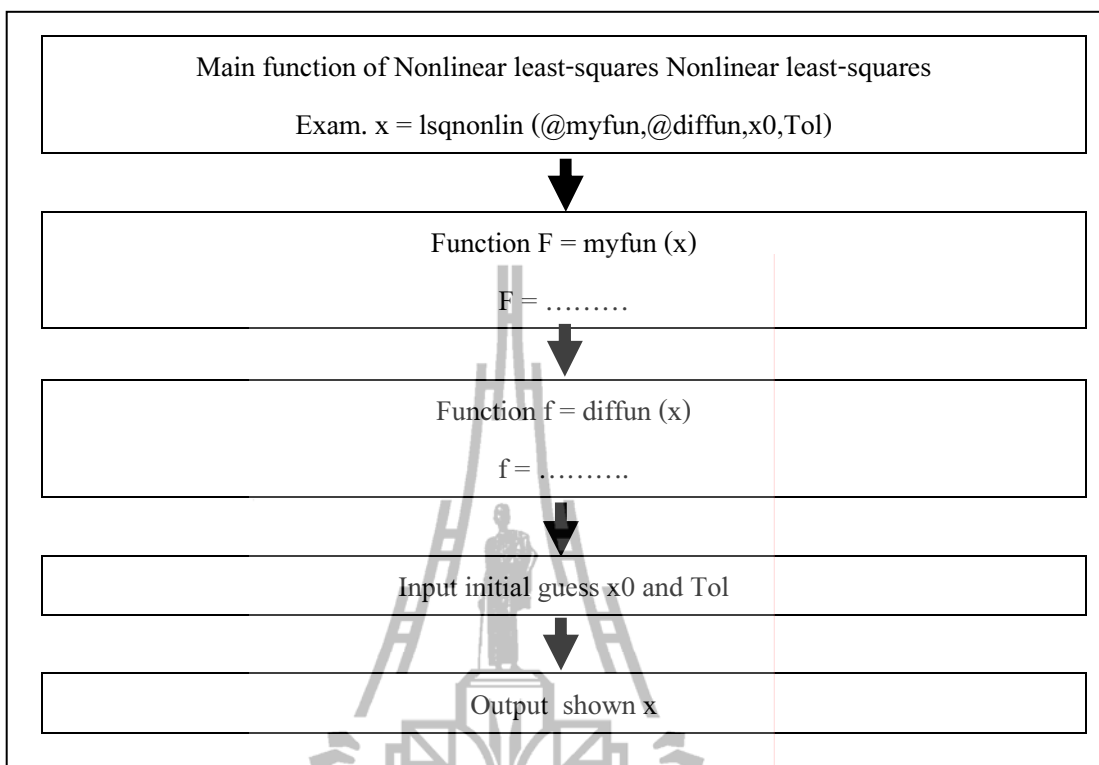 Main function of Nonlinear least-squares Nonlinear least-squares
Exam. x = lsqnonlin (@myfun,@diffun,x0,Tol)
Function F = myfun (x)
F = ………
Function f = diffun (x)
f = ……….
Input initial guess x0 and Tol
Output shown x